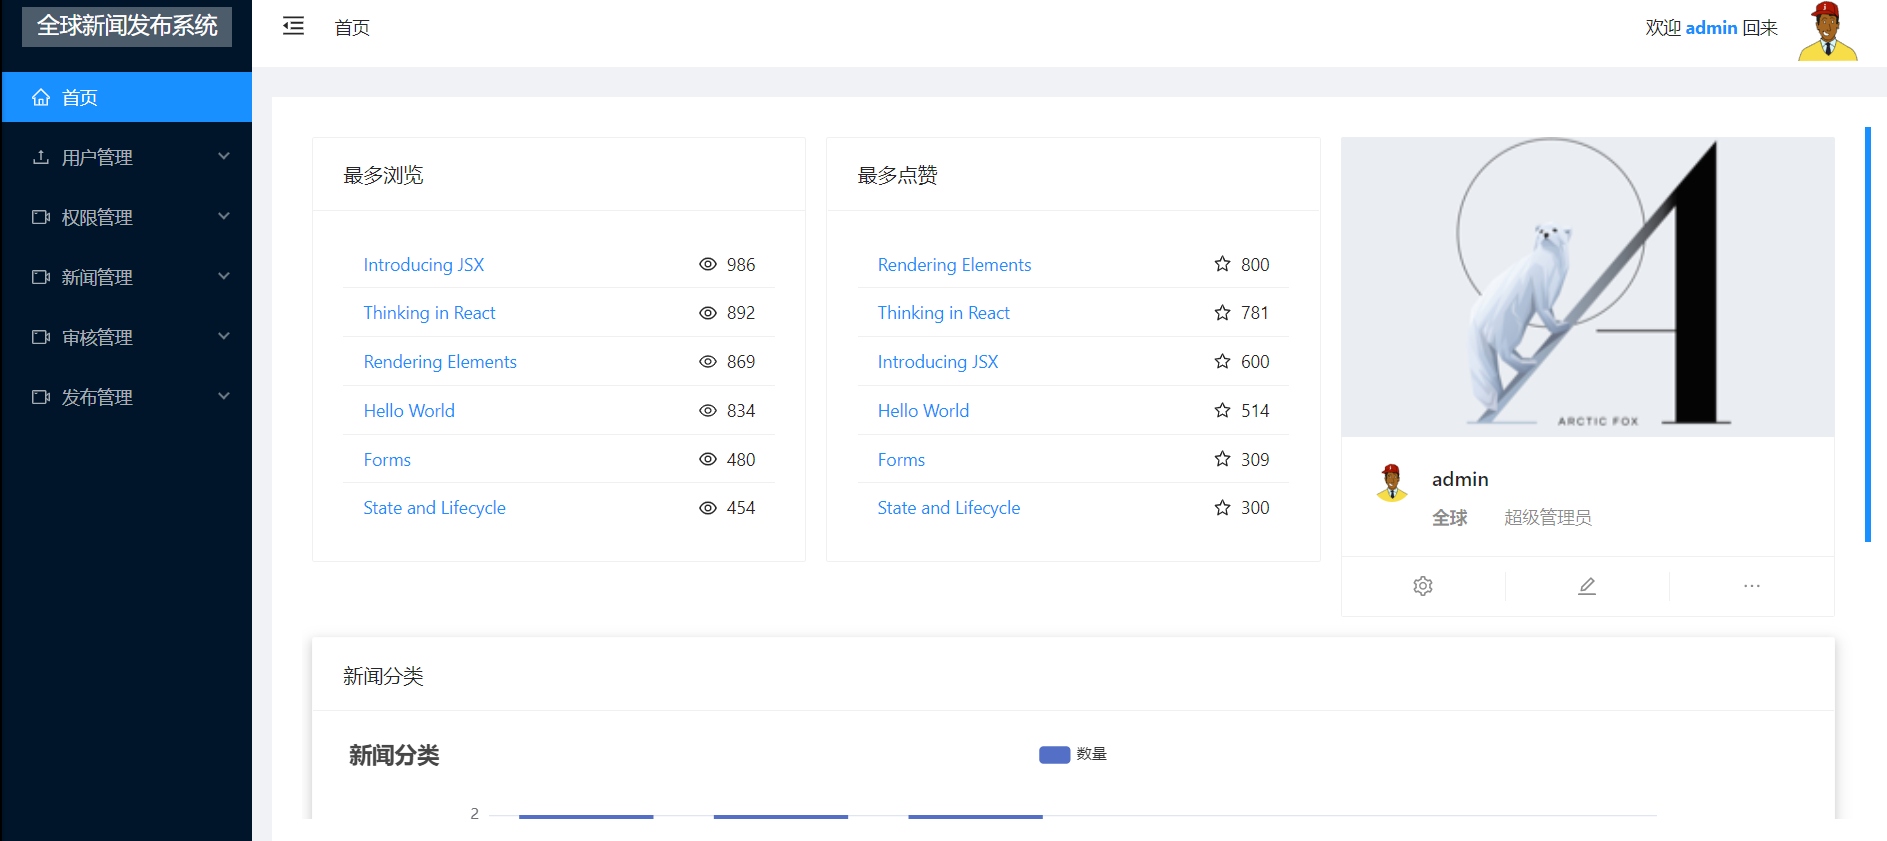 全球新闻发布系统
首页
用户管理
权限管理
新闻管理
审核管理
发布管理
首页
欢迎 admin 回来
最多浏览
Introducing JSX 986
Thinking in React 892
Rendering Elements 869
Hello World 834
Forms 480
State and Lifecycle 454
最多点赞
Rendering Elements 800
Thinking in React 781
Introducing JSX 600
Hello World 514
Forms 309
State and Lifecycle 300
ARCTIC FOX
admin
全球 超级管理员
新闻分类
新闻分类
数量
2